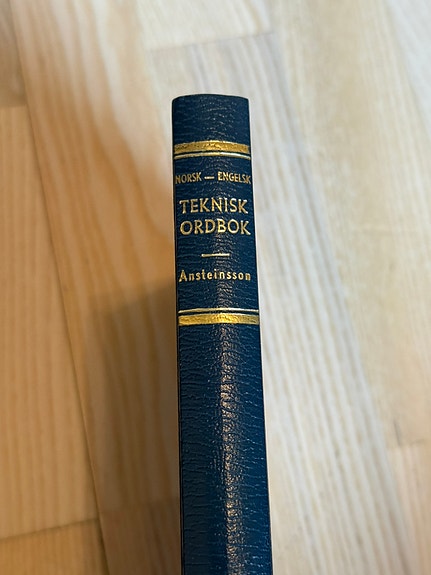 NORSK — ENGELSK
TEKNISK
ORDBOK
Ansteinsson